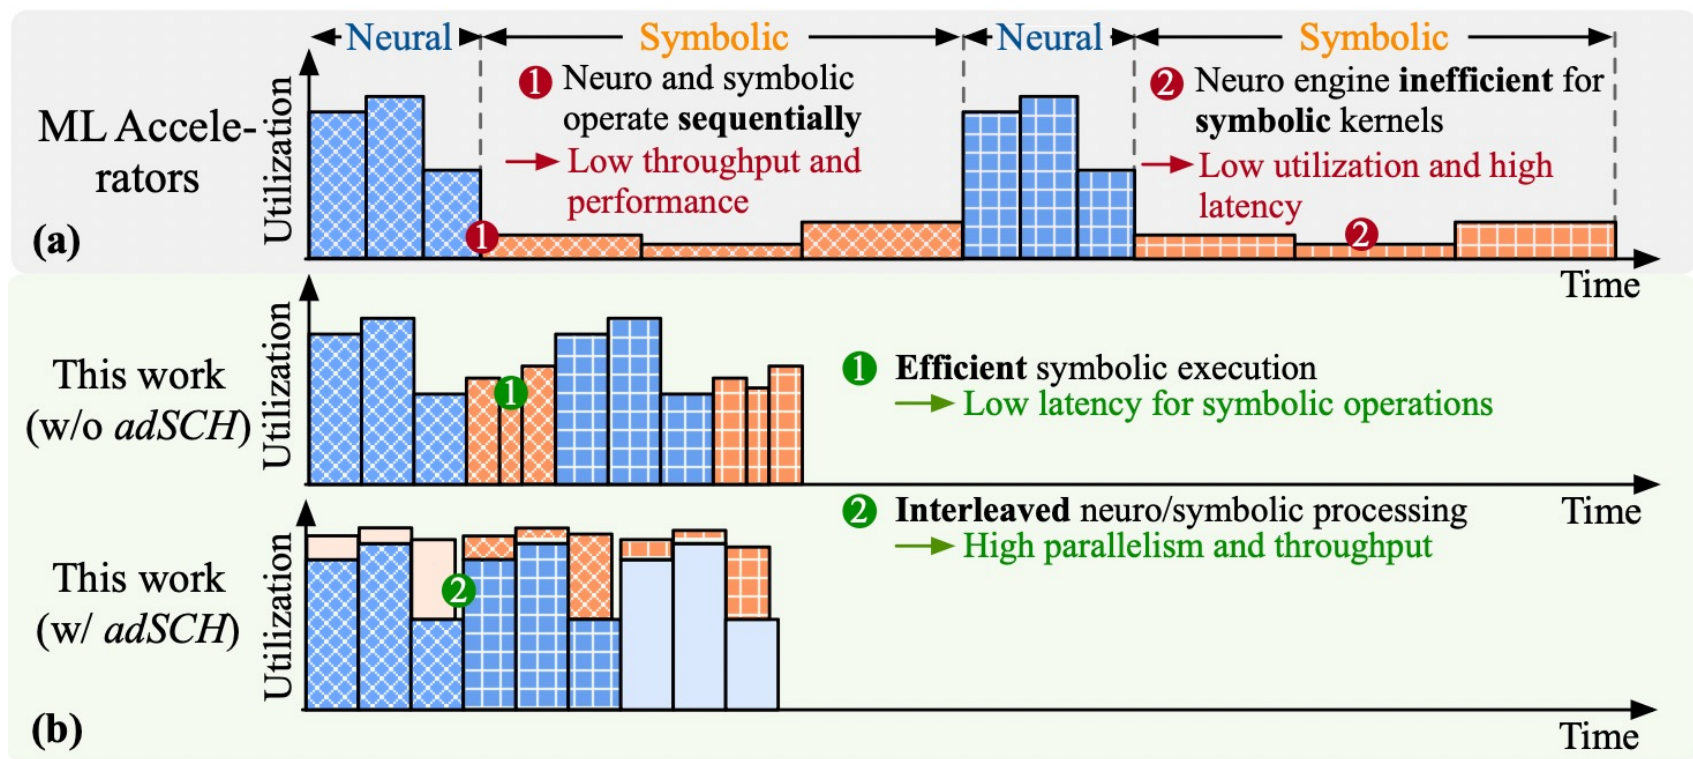 Neural
Symbolic
Neural
Symbolic
ML Accele-
rators
(a)
Utilization
1 Neuro and symbolic
operate sequentially
Low throughput and
performance
2 Neuro engine inefficient for
symbolic kernels
Low utilization and high
latency
1
2
Time
This work
(w/o adSCH)
Utilization
1
1 Efficient symbolic execution
Low latency for symbolic operations
Time
This work
(w/ adSCH)
Utilization
2
2 Interleaved neuro/symbolic processing
High parallelism and throughput
(b)
Time